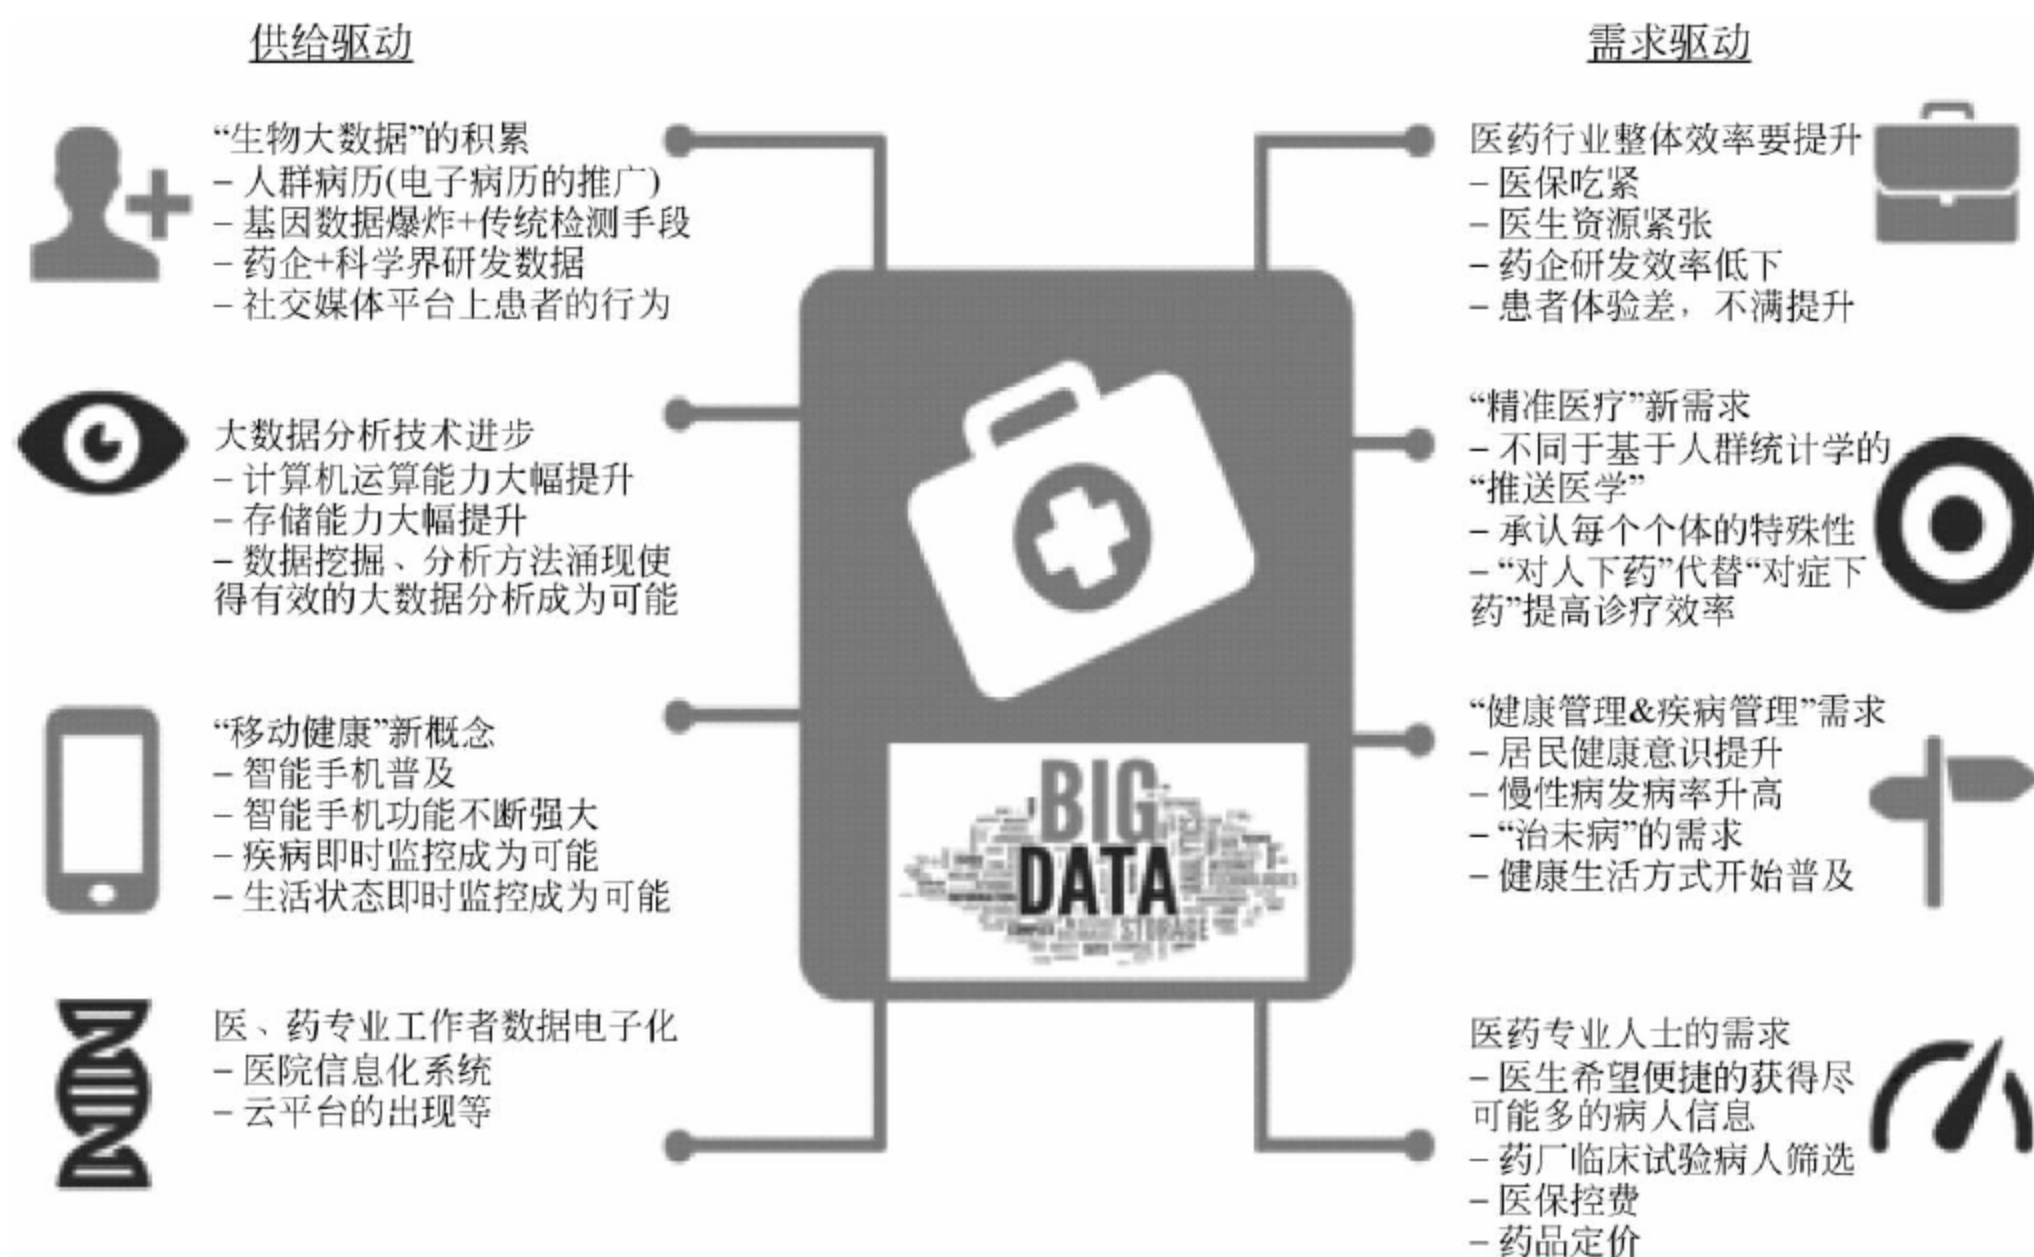 供给驱动
“生物大数据”的积累
– 人群病历(电子病历的推广)
– 基因数据爆炸+传统检测手段
– 药企+科学界研发数据
– 社交媒体平台上患者的行为
大数据分析技术进步
– 计算机运算能力大幅提升
– 存储能力大幅提升
– 数据挖掘、分析方法涌现使
得有效的大数据分析成为可能
“移动健康”新概念
– 智能手机普及
– 智能手机功能不断强大
– 疾病即时监控成为可能
– 生活状态即时监控成为可能
医、药专业工作者数据电子化
– 医院信息化系统
– 云平台的出现等
BIG
DATA
STORAGE
需求驱动
医药行业整体效率要提升
– 医保吃紧
– 医生资源紧张
– 药企研发效率低下
– 患者体验差，不满提升
“精准医疗”新需求
– 不同于基于人群统计学的
“推送医学”
– 承认每个个体的特殊性
– “对人下药”代替“对症下
药”提高诊疗效率
“健康管理&疾病管理”需求
– 居民健康意识提升
– 慢性病发病率升高
– “治未病”的需求
– 健康生活方式开始普及
医药专业人士的需求
– 医生希望便捷的获得尽
可能多的病人信息
– 药厂临床试验病人筛选
– 医保控费
– 药品定价